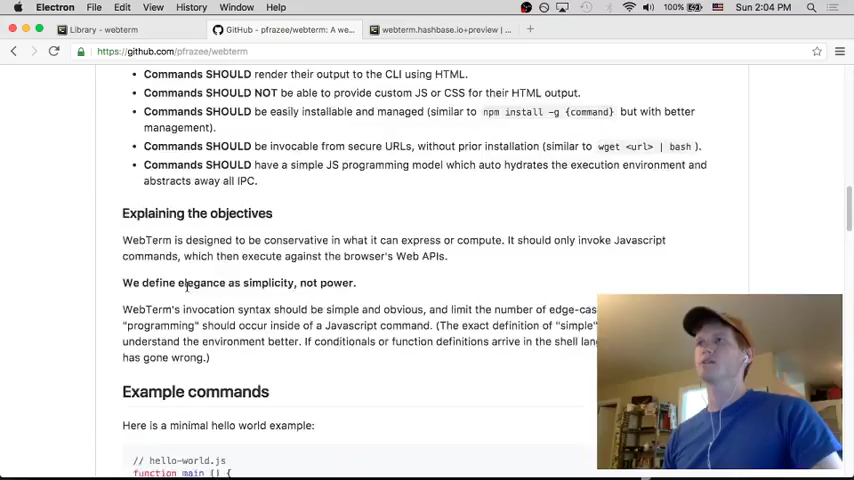 Electron File Edit View History Window Help
100% Sun 2:04 PM
Library - webterm
GitHub - pfrazee/webterm: A we...
webterm.hashbase.io+preview | ...
https://github.com/pfrazee/webterm
• Commands SHOULD render their output to the CLI using HTML.
• Commands SHOULD NOT be able to provide custom JS or CSS for their HTML output.
• Commands SHOULD be easily installable and managed (similar to npm install -g {command} but with better
management).
• Commands SHOULD be invocable from secure URLs, without prior installation (similar to wget <url> | bash ).
• Commands SHOULD have a simple JS programming model which auto hydrates the execution environment and
abstracts away all IPC.
Explaining the objectives
WebTerm is designed to be conservative in what it can express or compute. It should only invoke Javascript
commands, which then execute against the browser's Web APIs.
We define elegance as simplicity, not power.
WebTerm's invocation syntax should be simple and obvious, and limit the number of edge-cas
"programming" should occur inside of a Javascript command. (The exact definition of "simple"
understand the environment better. If conditionals or function definitions arrive in the shell lang
has gone wrong.)
Example commands
Here is a minimal hello world example:
// hello-world.js
function main () {